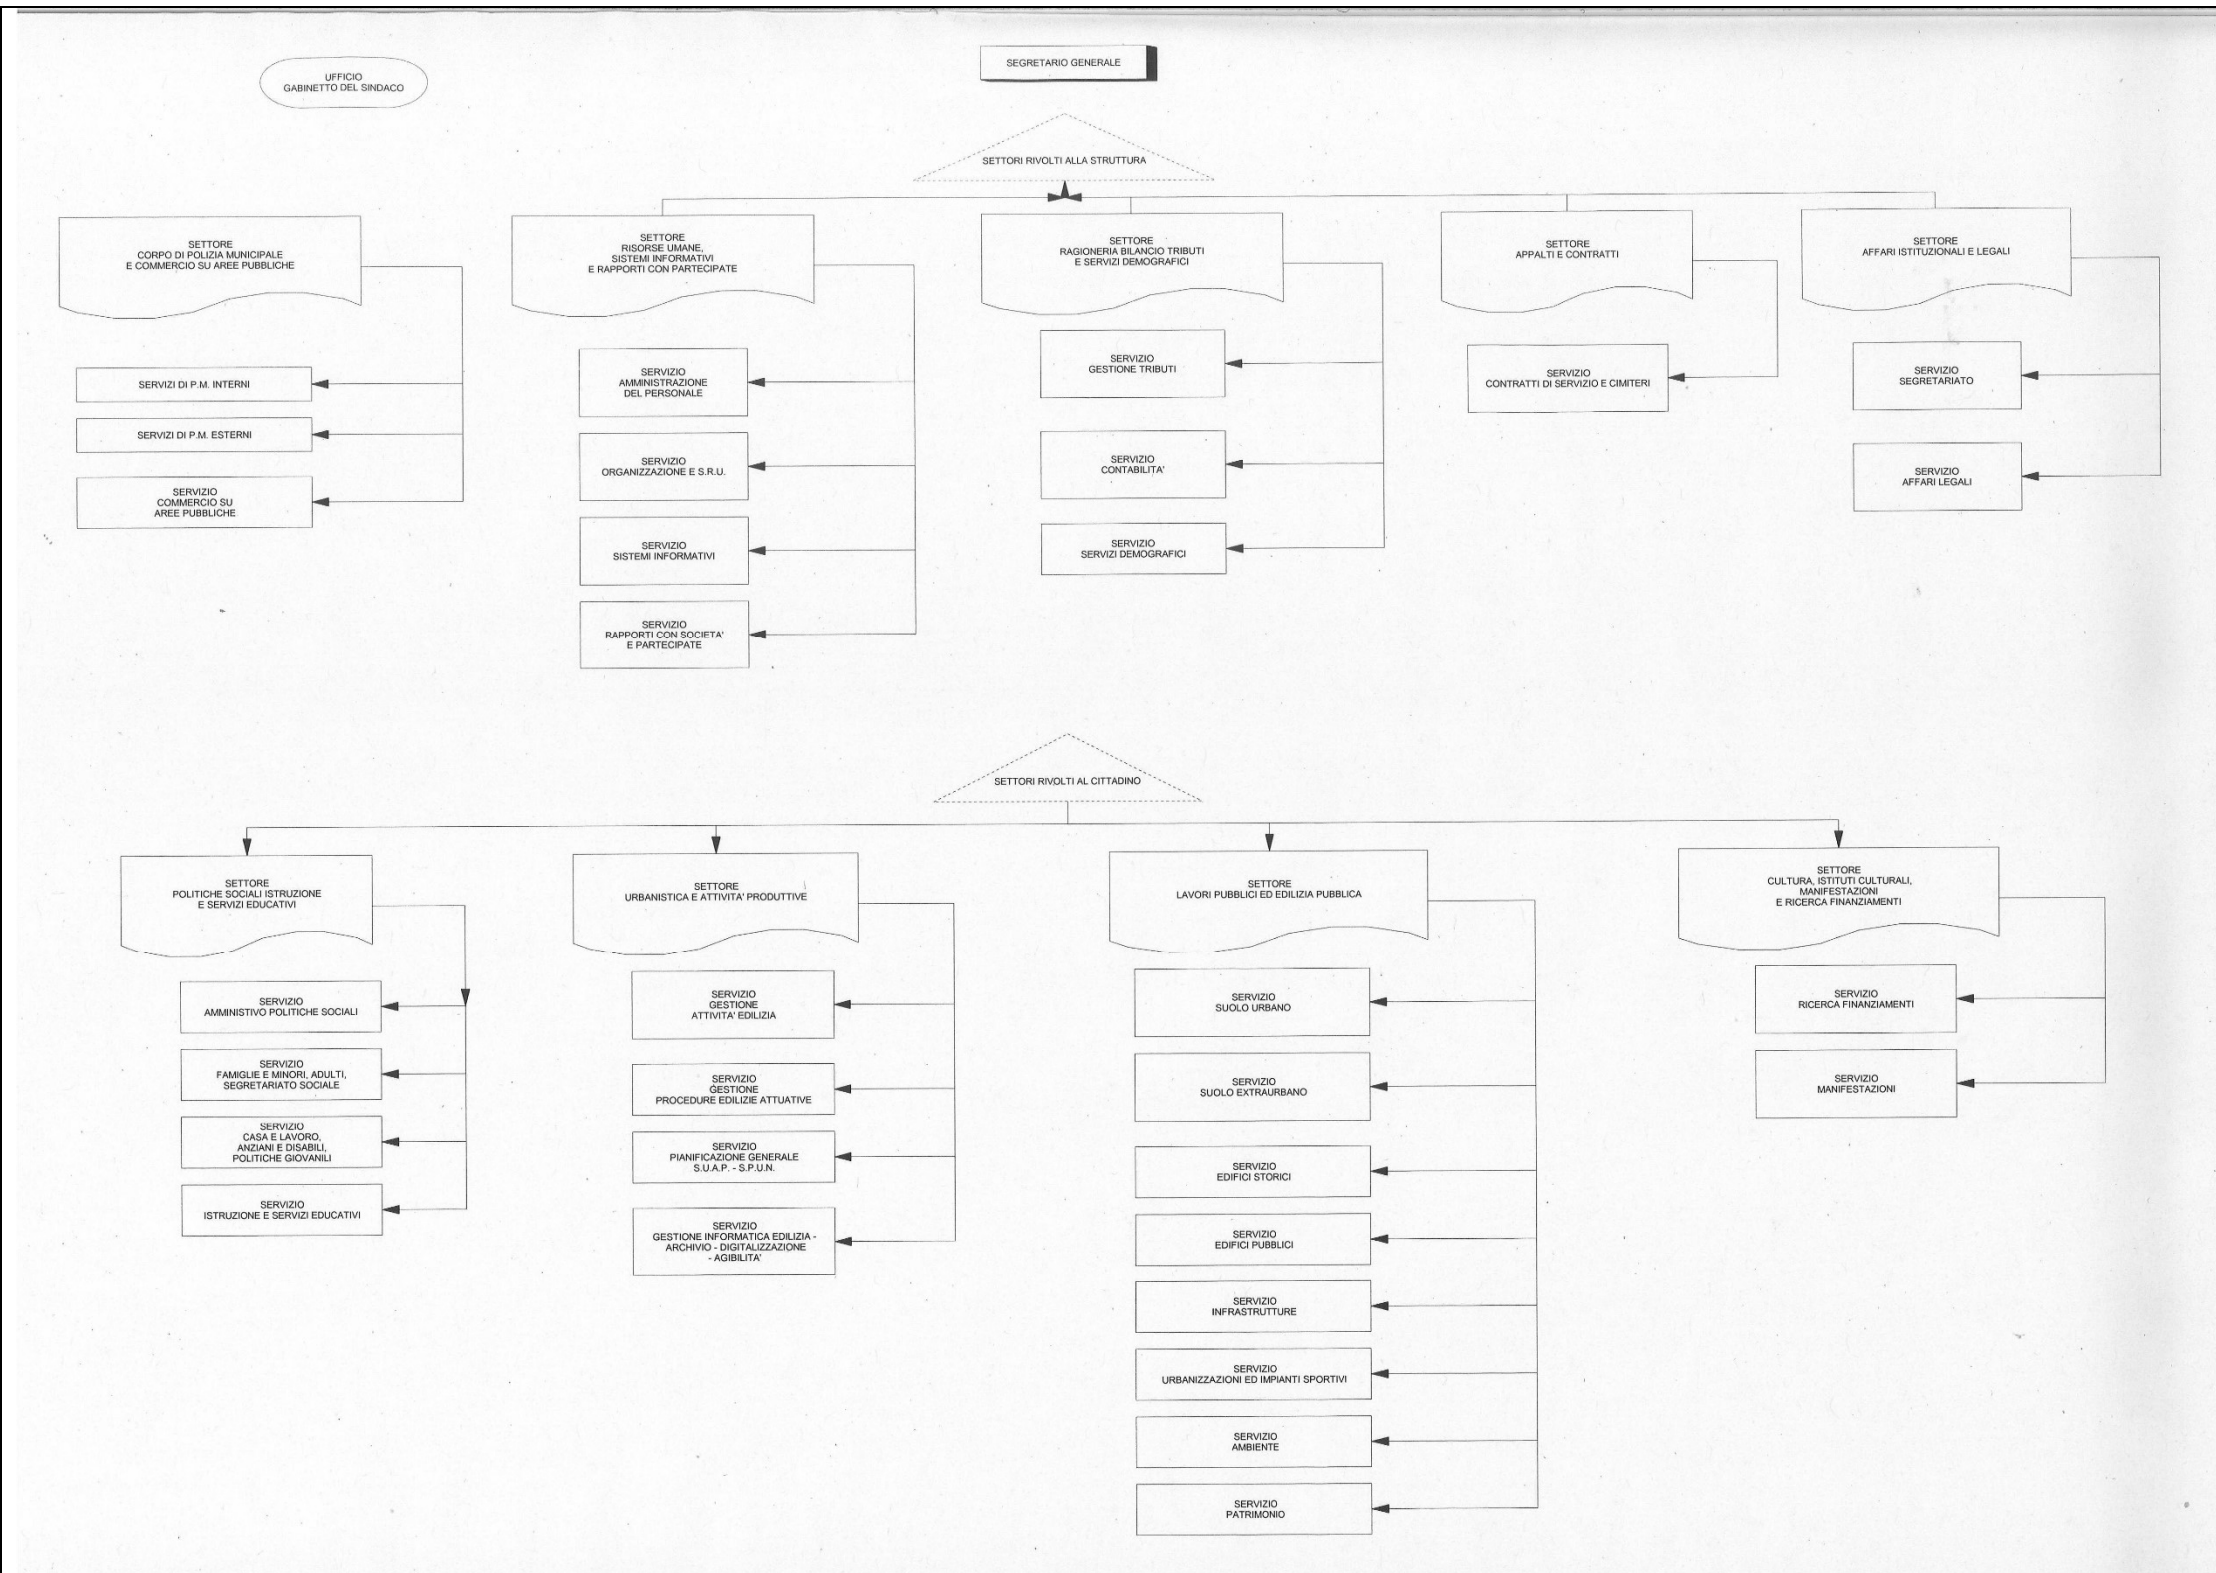 UFFICIO
GABINETTO DEL SINDACO
SEGRETARIO GENERALE
SETTORI RIVOLTI ALLA STRUTTURA
SETTORE
CORPO DI POLIZIA MUNICIPALE
E COMMERCIO SU AREE PUBBLICHE
SERVIZI DI P.M. INTERNI
SERVIZI DI P.M. ESTERNI
SERVIZIO
COMMERCIO SU
AREE PUBBLICHE
SETTORE
RISORSE UMANE,
SISTEMI INFORMATIVI
E RAPPORTI CON PARTECIPATE
SERVIZIO
AMMINISTRAZIONE
DEL PERSONALE
SERVIZIO
ORGANIZZAZIONE E S.R.U.
SERVIZIO
SISTEMI INFORMATIVI
SERVIZIO
RAPPORTI CON SOCIETA'
E PARTECIPATE
SETTORE
RAGIONERIA BILANCIO TRIBUTI
E SERVIZI DEMOGRAFICI
SERVIZIO
GESTIONE TRIBUTI
SERVIZIO
CONTABILITA'
SERVIZIO
SERVIZI DEMOGRAFICI
SETTORE
APPALTI E CONTRATTI
SERVIZIO
CONTRATTI DI SERVIZIO E CIMITERI
SETTORE
AFFARI ISTITUZIONALI E LEGALI
SERVIZIO
SEGRETARIATO
SERVIZIO
AFFARI LEGALI
SETTORI RIVOLTI AL CITTADINO
SETTORE
POLITICHE SOCIALI ISTRUZIONE
E SERVIZI EDUCATIVI
SERVIZIO
AMMINISTIVO POLITICHE SOCIALI
SERVIZIO
FAMIGLIE E MINORI, ADULTI,
SEGRETARIATO SOCIALE
SERVIZIO
CASA E LAVORO,
ANZIANI E DISABILI,
POLITICHE GIOVANILI
SERVIZIO
ISTRUZIONE E SERVIZI EDUCATIVI
SETTORE
URBANISTICA E ATTIVITA' PRODUTTIVE
SERVIZIO
GESTIONE
ATTIVITA' EDILIZIA
SERVIZIO
GESTIONE
PROCEDURE EDILIZIE ATTUATIVE
SERVIZIO
PIANIFICAZIONE GENERALE
S.U.A.P. - S.P.U.N.
SERVIZIO
GESTIONE INFORMATICA EDILIZIA -
ARCHIVIO - DIGITALIZZAZIONE
- AGIBILITA'
SETTORE
LAVORI PUBBLICI ED EDILIZIA PUBBLICA
SERVIZIO
SUOLO URBANO
SERVIZIO
SUOLO EXTRAURBANO
SERVIZIO
EDIFICI STORICI
SERVIZIO
EDIFICI PUBBLICI
SERVIZIO
INFRASTRUTTURE
SERVIZIO
URBANIZZAZIONI ED IMPIANTI SPORTIVI
SERVIZIO
AMBIENTE
SERVIZIO
PATRIMONIO
SETTORE
CULTURA, ISTITUTI CULTURALI,
MANIFESTAZIONI
E RICERCA FINANZIAMENTI
SERVIZIO
RICERCA FINANZIAMENTI
SERVIZIO
MANIFESTAZIONI